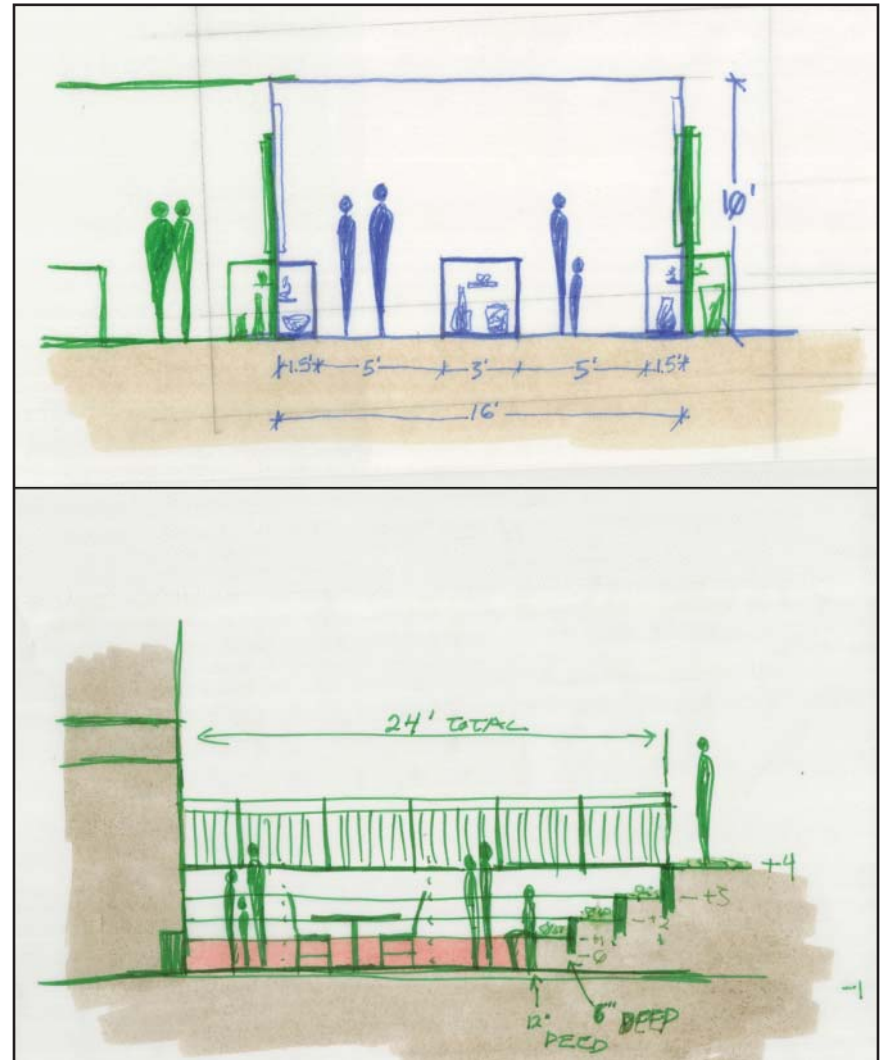 10'
1.5' 5' 3' 5' 1.5'
16'
24' TOTAL
+4
+3
+2
+1
0
-1
12" DEEP
6" DEEP